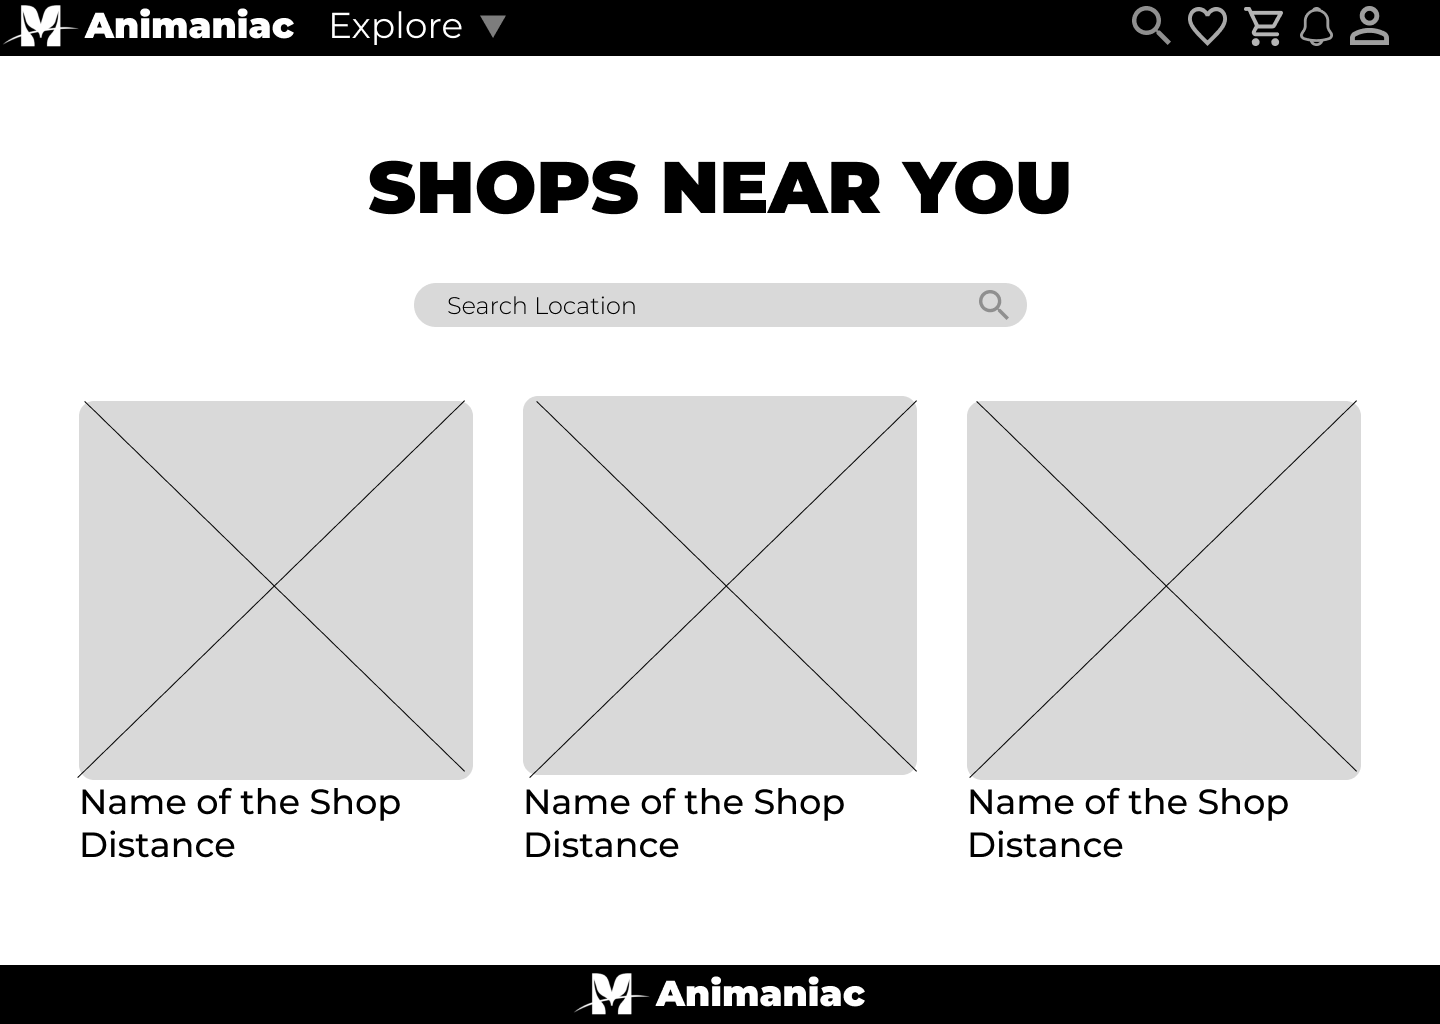 Animaniac Explore
SHOPS NEAR YOU
Search Location
Name of the Shop
Distance
Name of the Shop
Distance
Name of the Shop
Distance
Animaniac